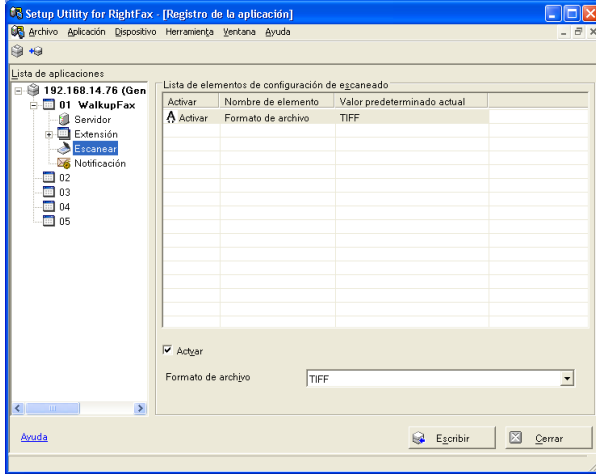 Setup Utility for RightFax - [Registro de la aplicación]
Archivo Aplicación Dispositivo Herramienta Ventana Ayuda
Lista de aplicaciones
192.168.14.76 (Gen
01 WalkupFax
Servidor
Extensión
Escanear
Notificación
02
03
04
05
Lista de elementos de configuración de escaneado
Activar Nombre de elemento Valor predeterminado actual
Activar Formato de archivo TIFF
Activar
Formato de archivo TIFF
Ayuda
Escribir Cerrar